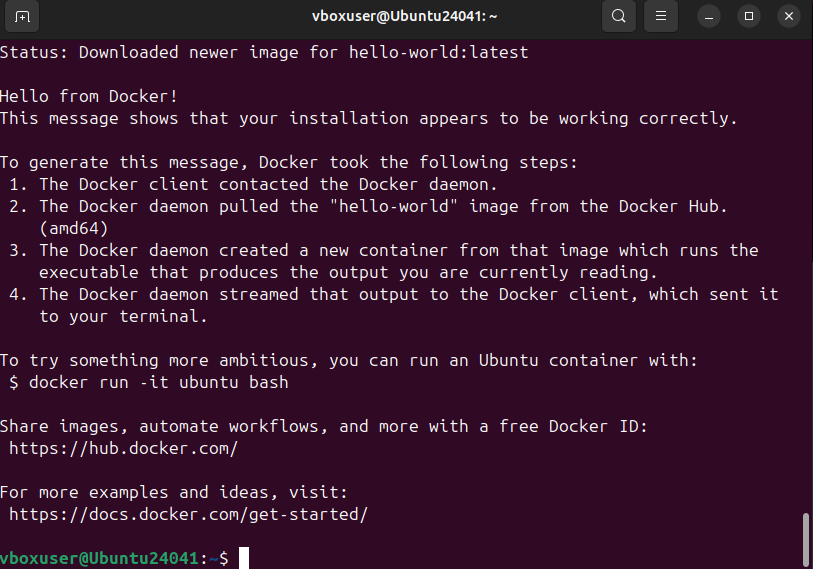 vboxuser@Ubuntu24041: ~
Status: Downloaded newer image for hello-world:latest
Hello from Docker!
This message shows that your installation appears to be working correctly.
To generate this message, Docker took the following steps:
1. The Docker client contacted the Docker daemon.
2. The Docker daemon pulled the "hello-world" image from the Docker Hub.
(amd64)
3. The Docker daemon created a new container from that image which runs the
executable that produces the output you are currently reading.
4. The Docker daemon streamed that output to the Docker client, which sent it
to your terminal.
To try something more ambitious, you can run an Ubuntu container with:
$ docker run -it ubuntu bash
Share images, automate workflows, and more with a free Docker ID:
https://hub.docker.com/
For more examples and ideas, visit:
https://docs.docker.com/get-started/
vboxuser@Ubuntu24041:~$